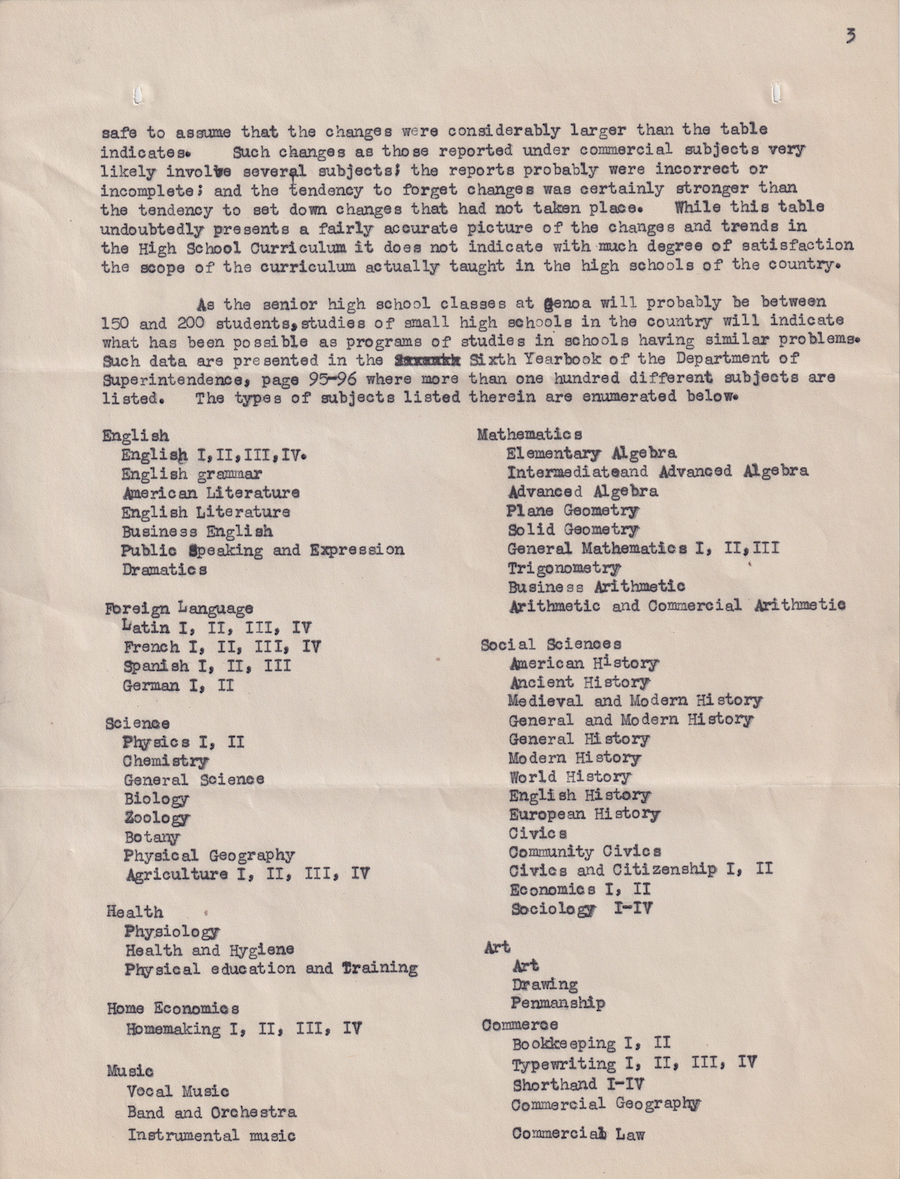 3
safe to assume that the changes were considerably larger than the table
indicates. Such changes as those reported under commercial subjects very
likely involve several subjects; the reports probably were incorrect or
incomplete; and the tendency to forget changes was certainly stronger than
the tendency to set down changes that had not taken place. While this table
undoubtedly presents a fairly accurate picture of the changes and trends in
the High School Curriculum it does not indicate with much degree of satisfaction
the scope of the curriculum actually taught in the high schools of the country.
As the senior high school classes at Genoa will probably be between
150 and 200 students,studies of small high schools in the country will indicate
what has been possible as programs of studies in schools having similar problems.
Such data are presented in the Sixth Yearbook of the Department of
Superintendence, page 95-96 where more than one hundred different subjects are
listed. The types of subjects listed therein are enumerated below.
English
English I,II,III,IV.
English grammar
American Literature
English Literature
Business English
Public Speaking and Expression
Dramatics
Foreign Language
Latin I, II, III, IV
French I, II, III, IV
Spanish I, II, III
German I, II
Science
Physics I, II
Chemistry
General Science
Biology
Zoology
Botany
Physical Geography
Agriculture I, II, III, IV
Health
Physiology
Health and Hygiene
Physical education and Training
Home Economics
Homemaking I, II, III, IV
Music
Vocal Music
Band and Orchestra
Instrumental music
Mathematics
Elementary Algebra
Intermediateand Advanced Algebra
Advanced Algebra
Plane Geometry
Solid Geometry
General Mathematics I, II,III
Trigonometry
Business Arithmetic
Arithmetic and Commercial Arithmetic
Social Sciences
American History
Ancient History
Medieval and Modern History
General and Modern History
General History
Modern History
World History
English History
European History
Civics
Community Civics
Civics and Citizenship I, II
Economics I, II
Sociology I-IV
Art
Art
Drawing
Penmanship
Commerce
Bookkeeping I, II
Typewriting I, II, III, IV
Shorthand I-IV
Commercial Geography
Commercial Law